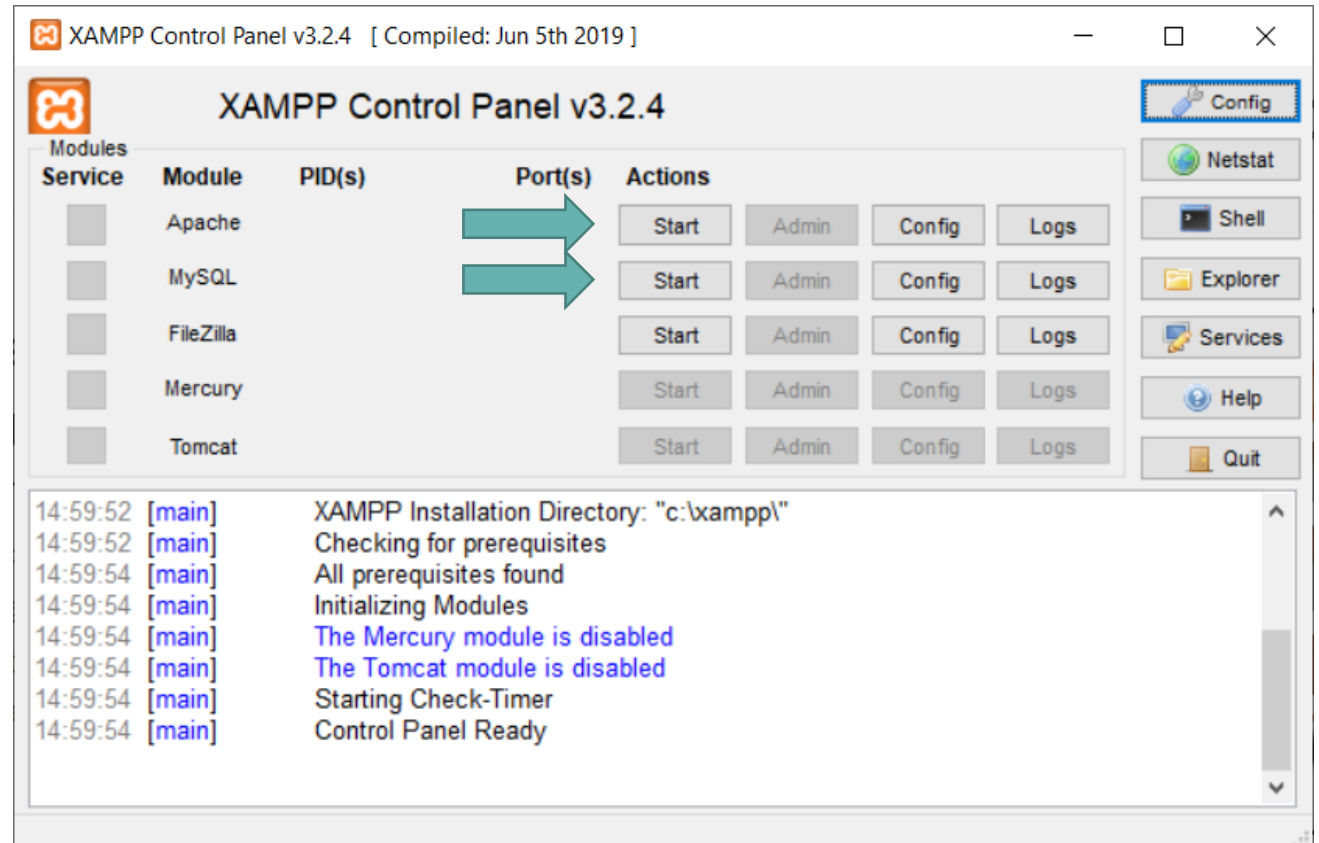 XAMPP Control Panel v3.2.4 [ Compiled: Jun 5th 2019 ]
XAMPP Control Panel v3.2.4
Config
Modules
Netstat
Service Module PID(s) Port(s) Actions
Apache Start Admin Config Logs
Shell
MySQL Start Admin Config Logs
Explorer
FileZilla Start Admin Config Logs
Services
Mercury Start Admin Config Logs
Help
Tomcat Start Admin Config Logs
Quit
14:59:52 [main] XAMPP Installation Directory: "c:\xampp\"
14:59:52 [main] Checking for prerequisites
14:59:54 [main] All prerequisites found
14:59:54 [main] Initializing Modules
14:59:54 [main] The Mercury module is disabled
14:59:54 [main] The Tomcat module is disabled
14:59:54 [main] Starting Check-Timer
14:59:54 [main] Control Panel Ready